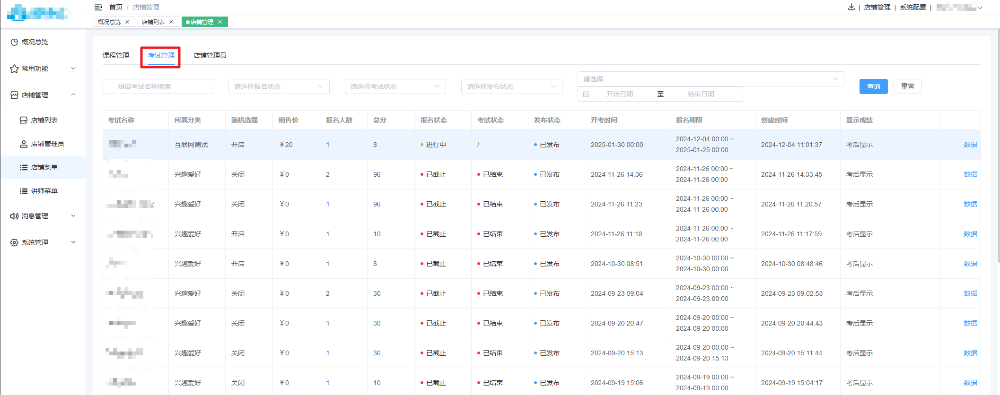 首页 / 店铺管理
店铺管理 | 系统配置 |
概况总览 × 店铺列表 × 店铺管理 ×
概况总览
常用功能
店铺管理
店铺列表
店铺管理员
店铺菜单
讲师菜单
消息管理
系统管理
课程管理 考试管理 店铺管理员
根据考试名称搜索 请选择报名状态 请选择考试状态 请选择发布状态 请选择
开始日期 至 结束日期
查询 重置
考试名称 所属分类 随机选题 销售价 报名人数 总分 报名状态 考试状态 发布状态 开考时间 报名期限 创建时间 显示成绩
互联网测试 开启 ¥20 1 8 进行中 / 已发布 2025-01-30 00:00 2024-12-04 00:00 ~ 2024-12-04 11:01:37 考后显示 数据
2025-01-25 00:00
兴趣爱好 关闭 ¥0 2 96 已截止 已结束 已发布 2024-11-26 14:36 2024-11-26 00:00 ~ 2024-11-26 14:33:45 考后显示 数据
2024-11-26 00:00
兴趣爱好 关闭 ¥0 1 96 已截止 已结束 已发布 2024-11-26 11:23 2024-11-26 00:00 ~ 2024-11-26 11:20:57 考后显示 数据
2024-11-26 00:00
兴趣爱好 开启 ¥0 1 10 已截止 已结束 已发布 2024-11-26 11:18 2024-11-26 00:00 ~ 2024-11-26 11:17:59 考后显示 数据
2024-11-26 00:00
兴趣爱好 开启 ¥0 1 8 已截止 已结束 已发布 2024-10-30 08:51 2024-10-30 00:00 ~ 2024-10-30 08:48:46 考后显示 数据
2024-10-30 00:00
兴趣爱好 关闭 ¥0 2 30 已截止 已结束 已发布 2024-09-23 09:04 2024-09-23 00:00 ~ 2024-09-23 09:02:53 考后显示 数据
2024-09-23 00:00
兴趣爱好 关闭 ¥0 1 30 已截止 已结束 已发布 2024-09-20 20:47 2024-09-20 00:00 ~ 2024-09-20 20:44:43 考后显示 数据
2024-09-20 00:00
兴趣爱好 关闭 ¥0 1 30 已截止 已结束 已发布 2024-09-20 15:13 2024-09-20 00:00 ~ 2024-09-20 15:11:44 考后显示 数据
2024-09-20 15:13
兴趣爱好 关闭 ¥0 1 10 已截止 已结束 已发布 2024-09-19 15:06 2024-09-19 00:00 ~ 2024-09-19 15:04:17 考后显示 数据
2024-09-19 00:00